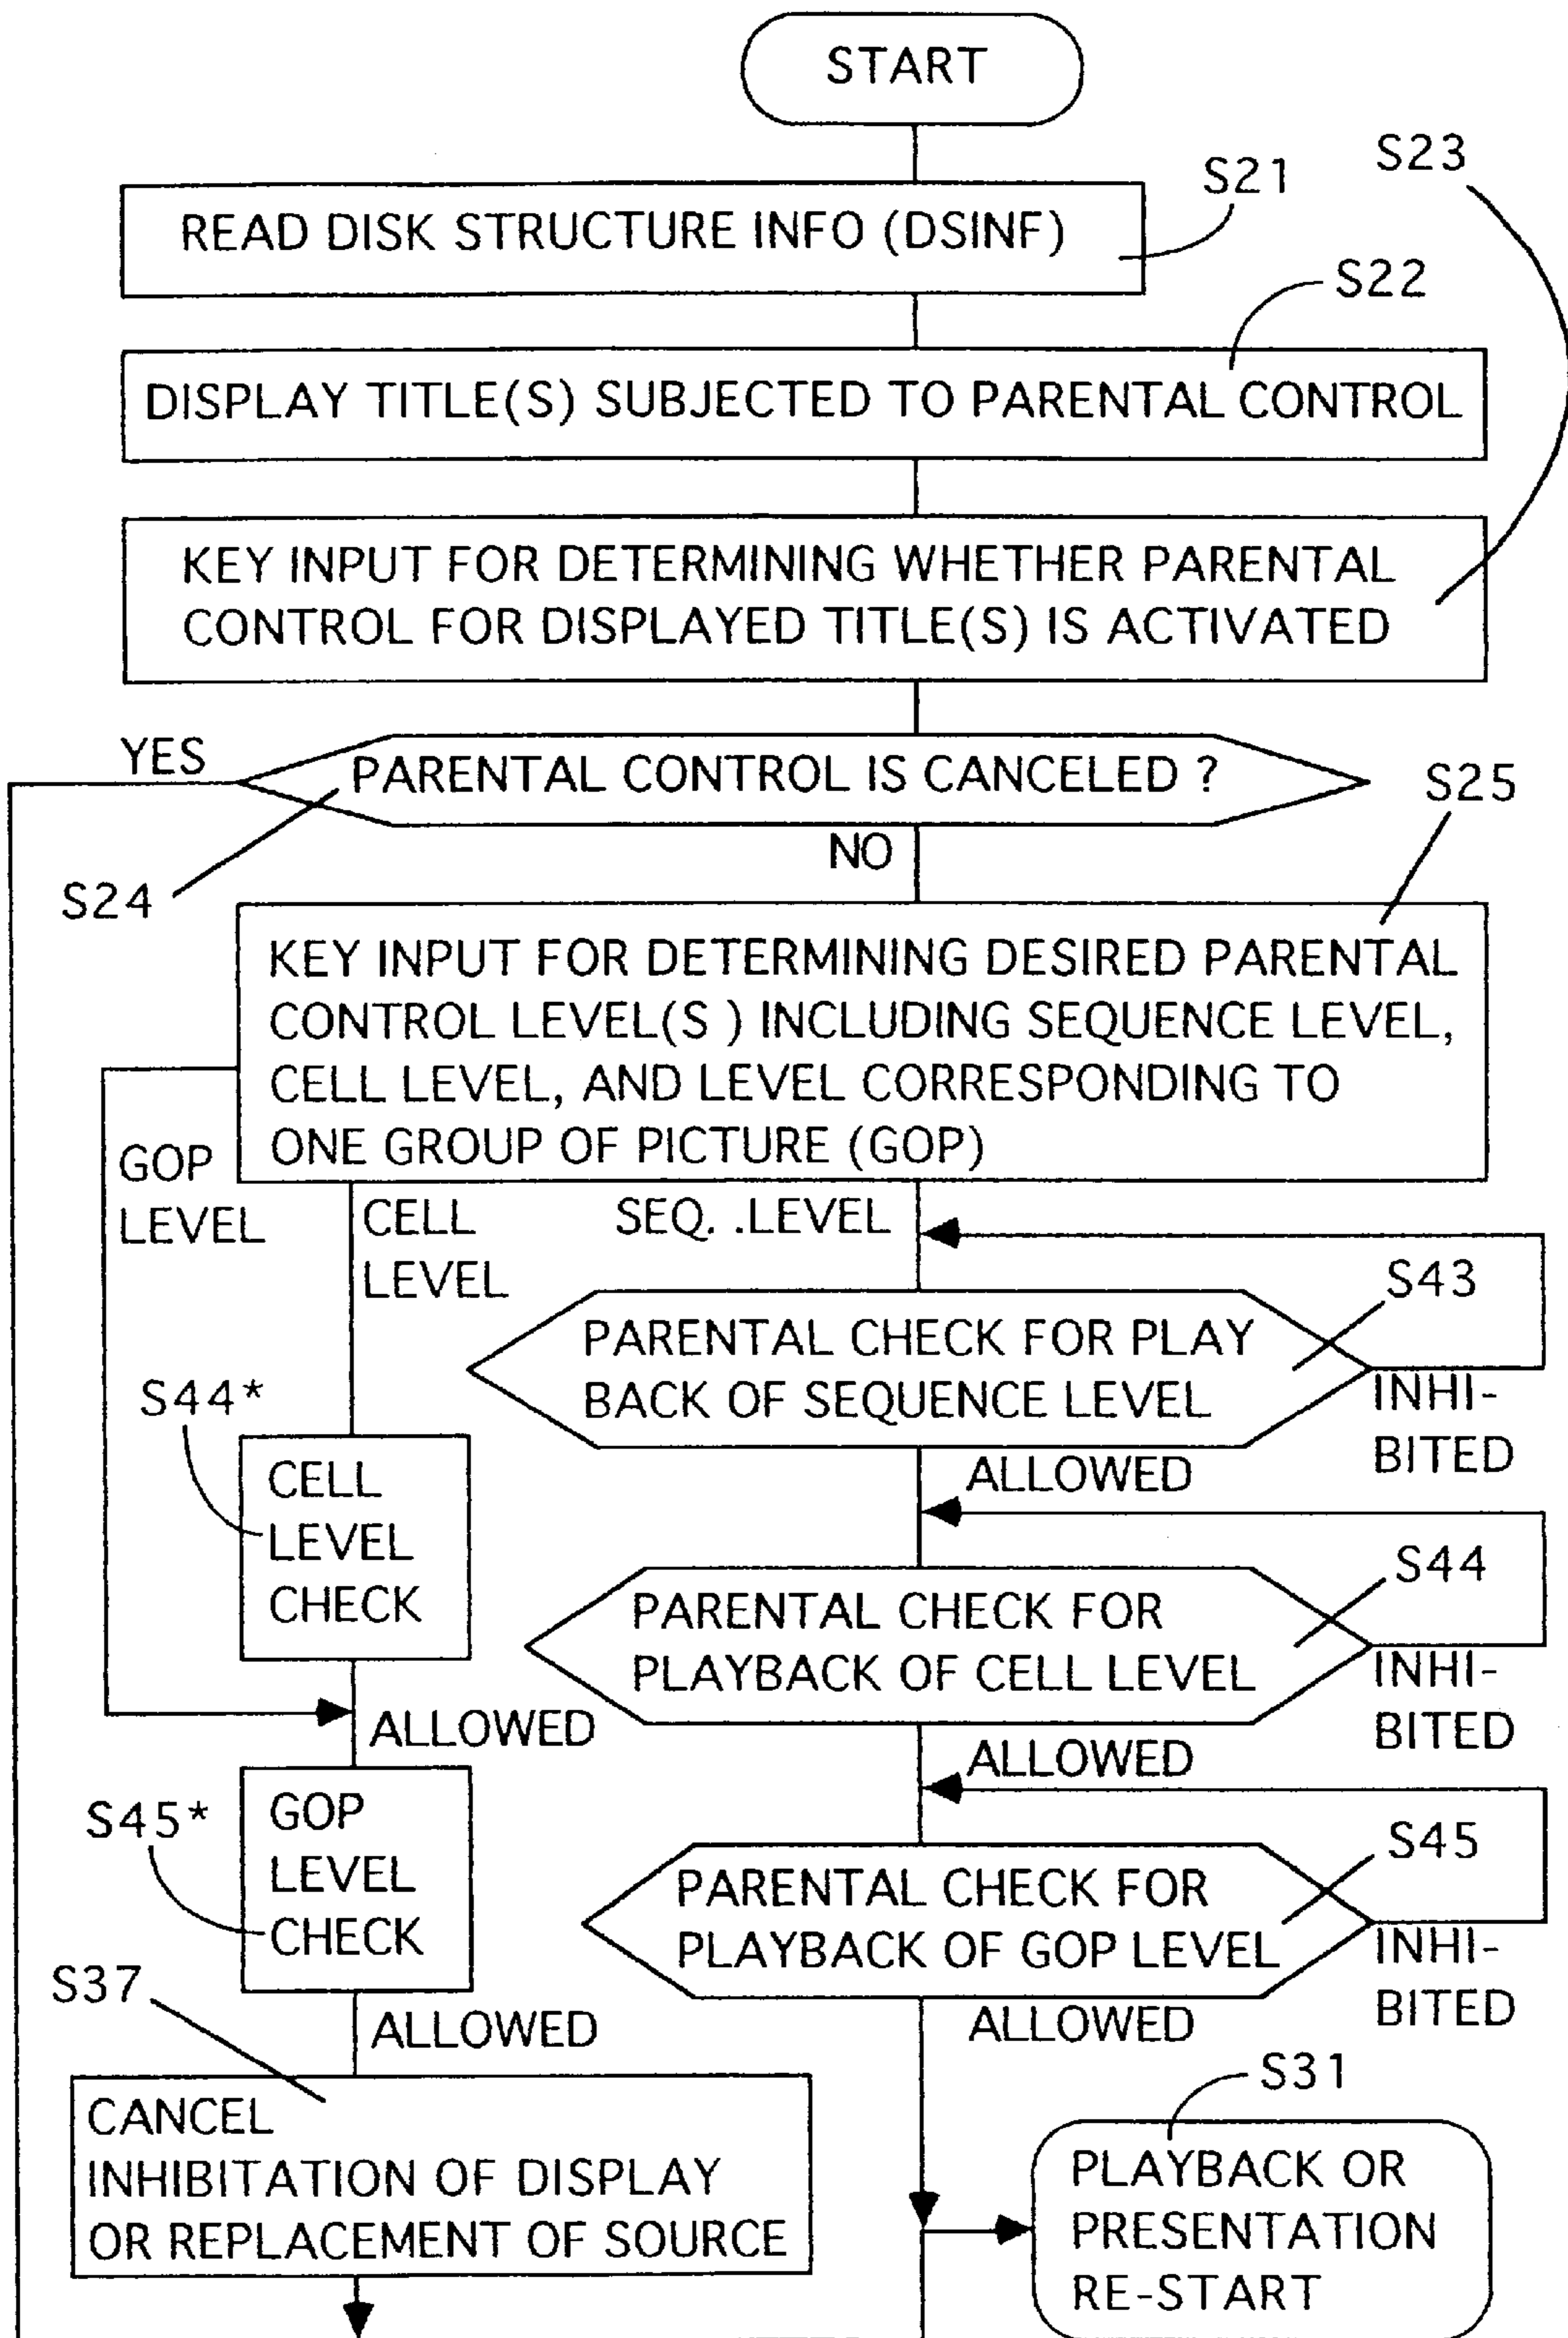 START
S21
S23
READ DISK STRUCTURE INFO (DSINF)
S22
DISPLAY TITLE(S) SUBJECTED TO PARENTAL CONTROL
KEY INPUT FOR DETERMINING WHETHER PARENTAL
CONTROL FOR DISPLAYED TITLE(S) IS ACTIVATED
YES
PARENTAL CONTROL IS CANCELED ?
S25
NO
S24
KEY INPUT FOR DETERMINING DESIRED PARENTAL
CONTROL LEVEL(S ) INCLUDING SEQUENCE LEVEL,
CELL LEVEL, AND LEVEL CORRESPONDING TO
ONE GROUP OF PICTURE (GOP)
GOP
LEVEL
CELL
LEVEL
SEQ. .LEVEL
S43
PARENTAL CHECK FOR PLAY
BACK OF SEQUENCE LEVEL
INHI-
BITED
ALLOWED
S44*
CELL
LEVEL
CHECK
S44
PARENTAL CHECK FOR
PLAYBACK OF CELL LEVEL
INHI-
BITED
ALLOWED
ALLOWED
S45*
GOP
LEVEL
CHECK
S45
PARENTAL CHECK FOR
PLAYBACK OF GOP LEVEL
INHI-
BITED
S37
ALLOWED
ALLOWED
CANCEL
INHIBITATION OF DISPLAY
OR REPLACEMENT OF SOURCE
S31
PLAYBACK OR
PRESENTATION
RE-START